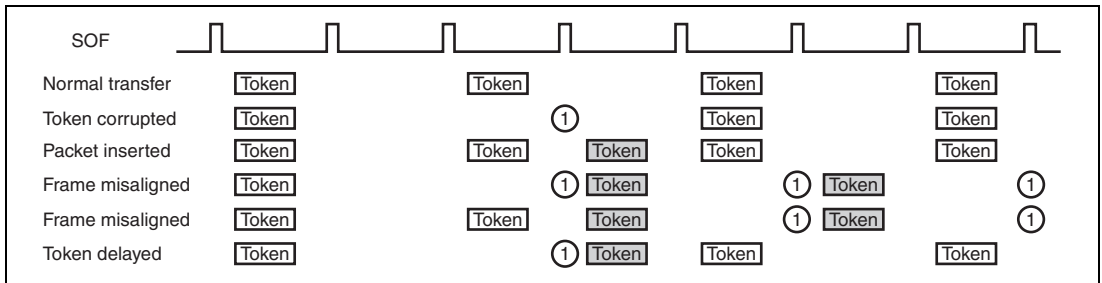 SOF
Normal transfer Token Token Token Token
Token corrupted Token 1 Token Token
Packet inserted Token Token Token Token Token
Frame misaligned Token 1 Token 1 Token 1
Frame misaligned Token Token Token 1 Token 1
Token delayed Token 1 Token Token Token